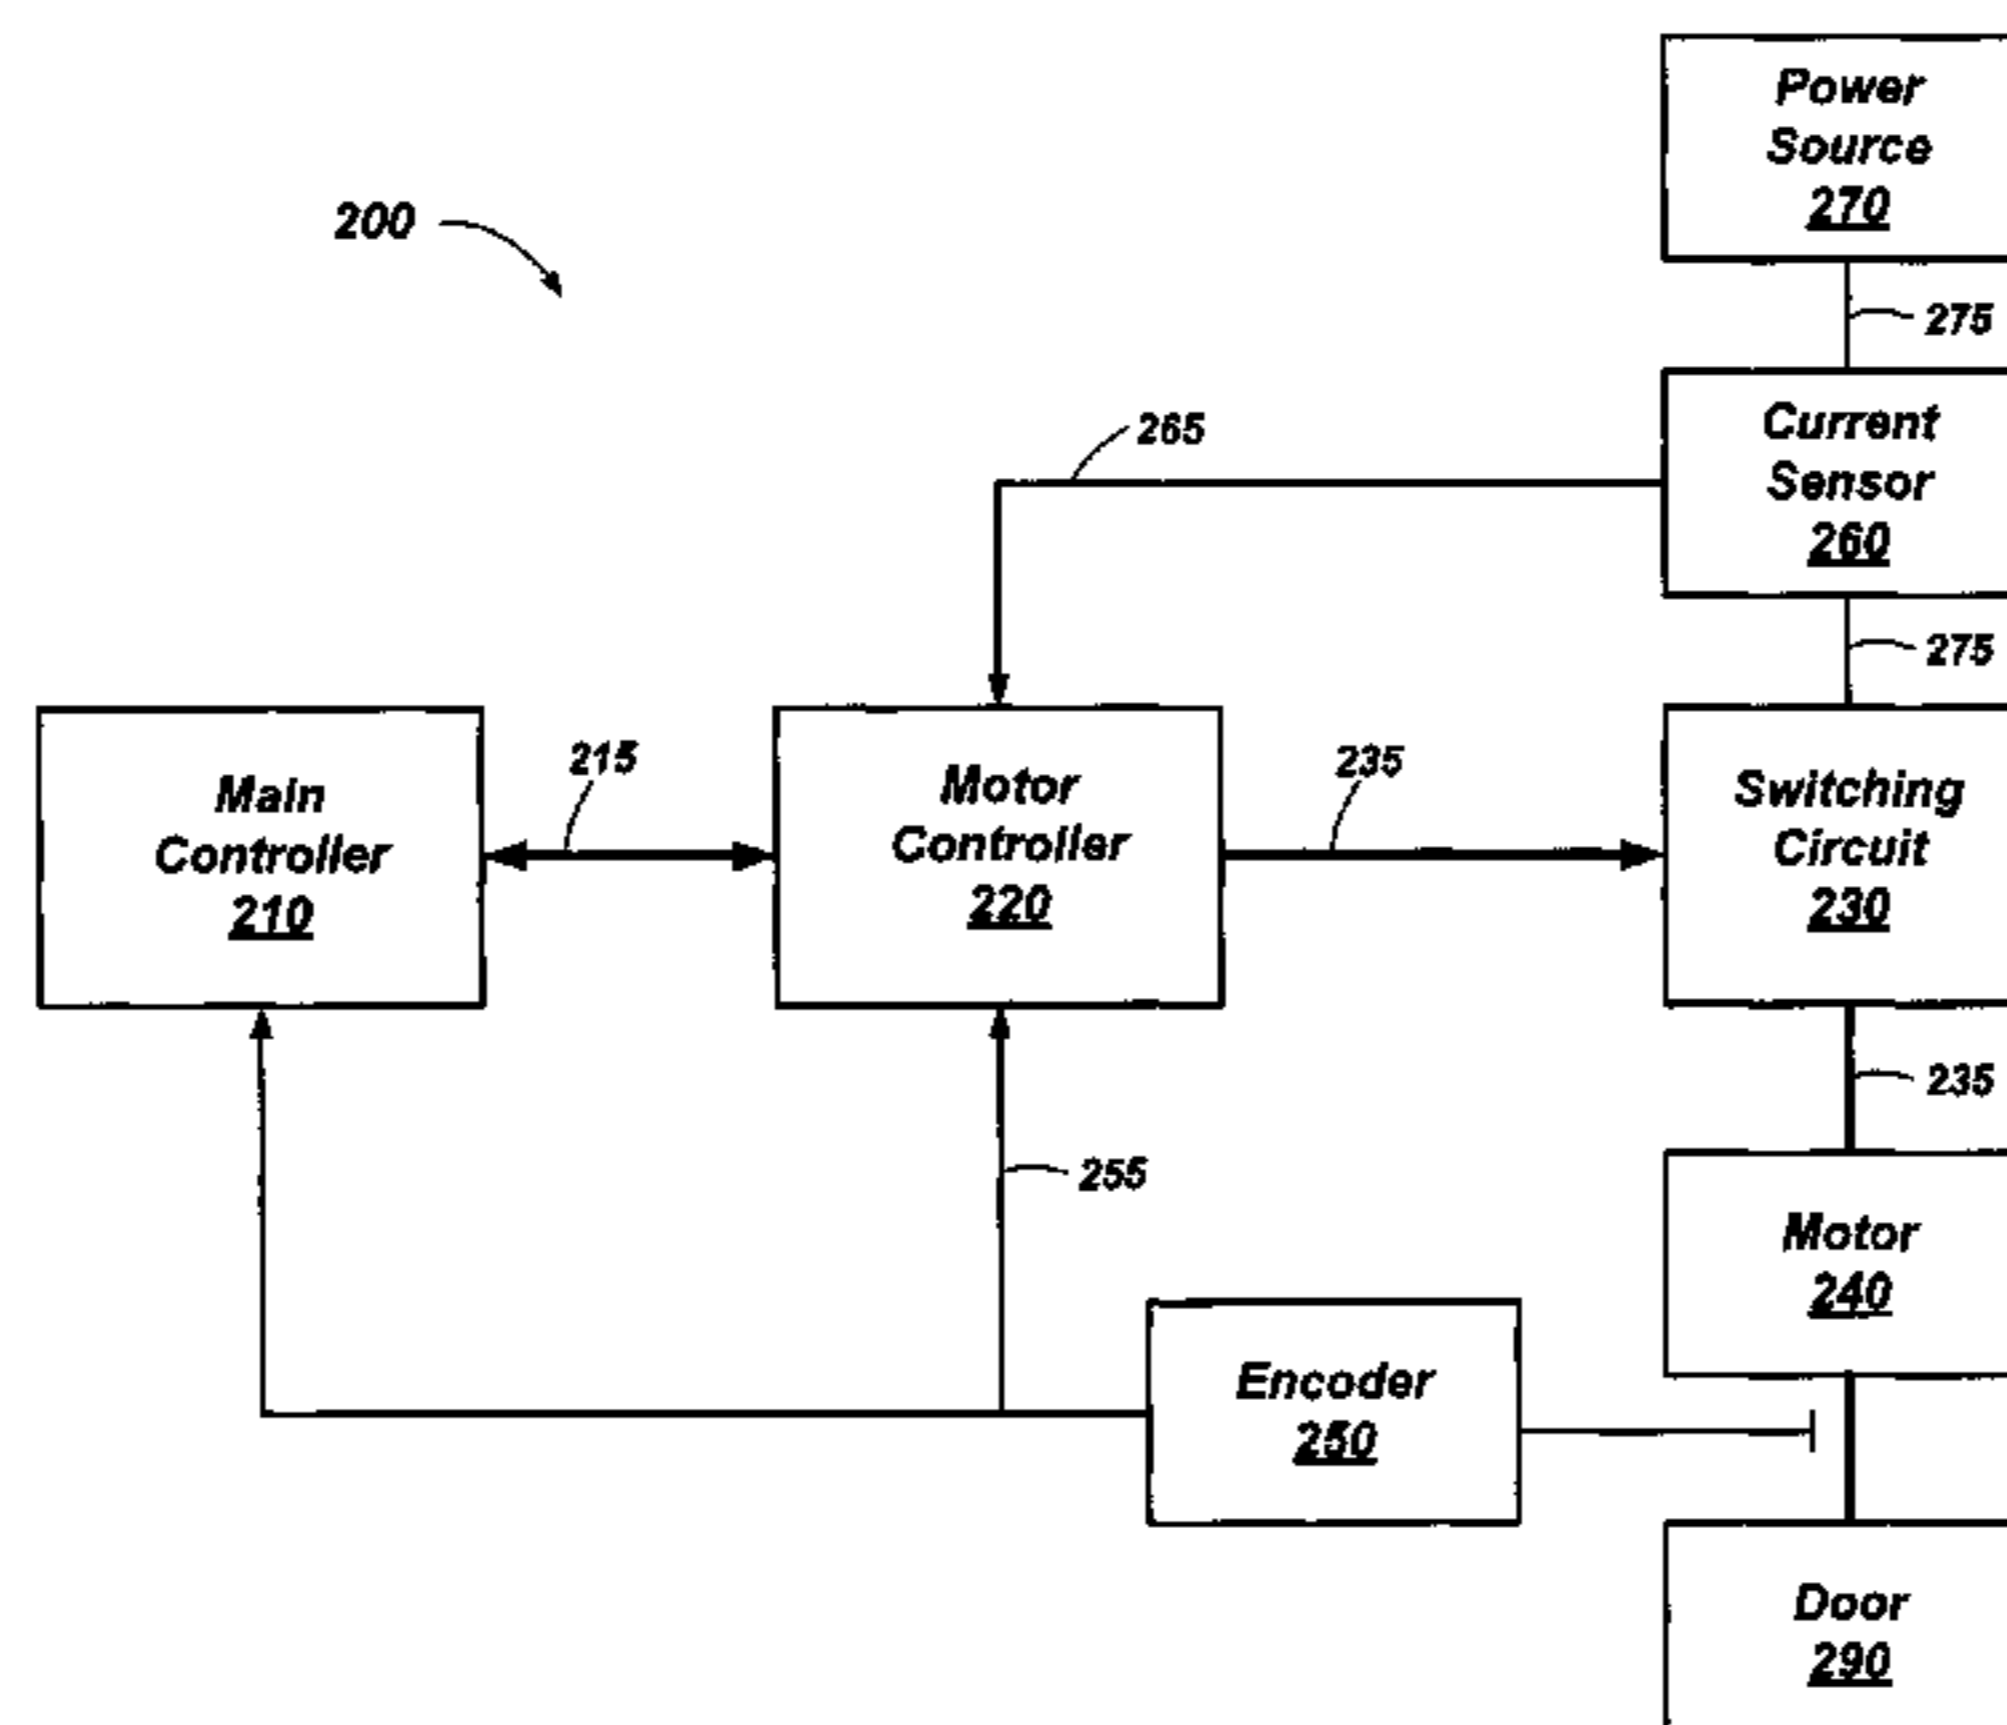 Power
Source
270
200
275
265
Current
Sensor
260
275
Main
Controller
210
215
Motor
Controller
220
235
Switching
Circuit
230
235
255
Motor
240
Encoder
250
Door
290